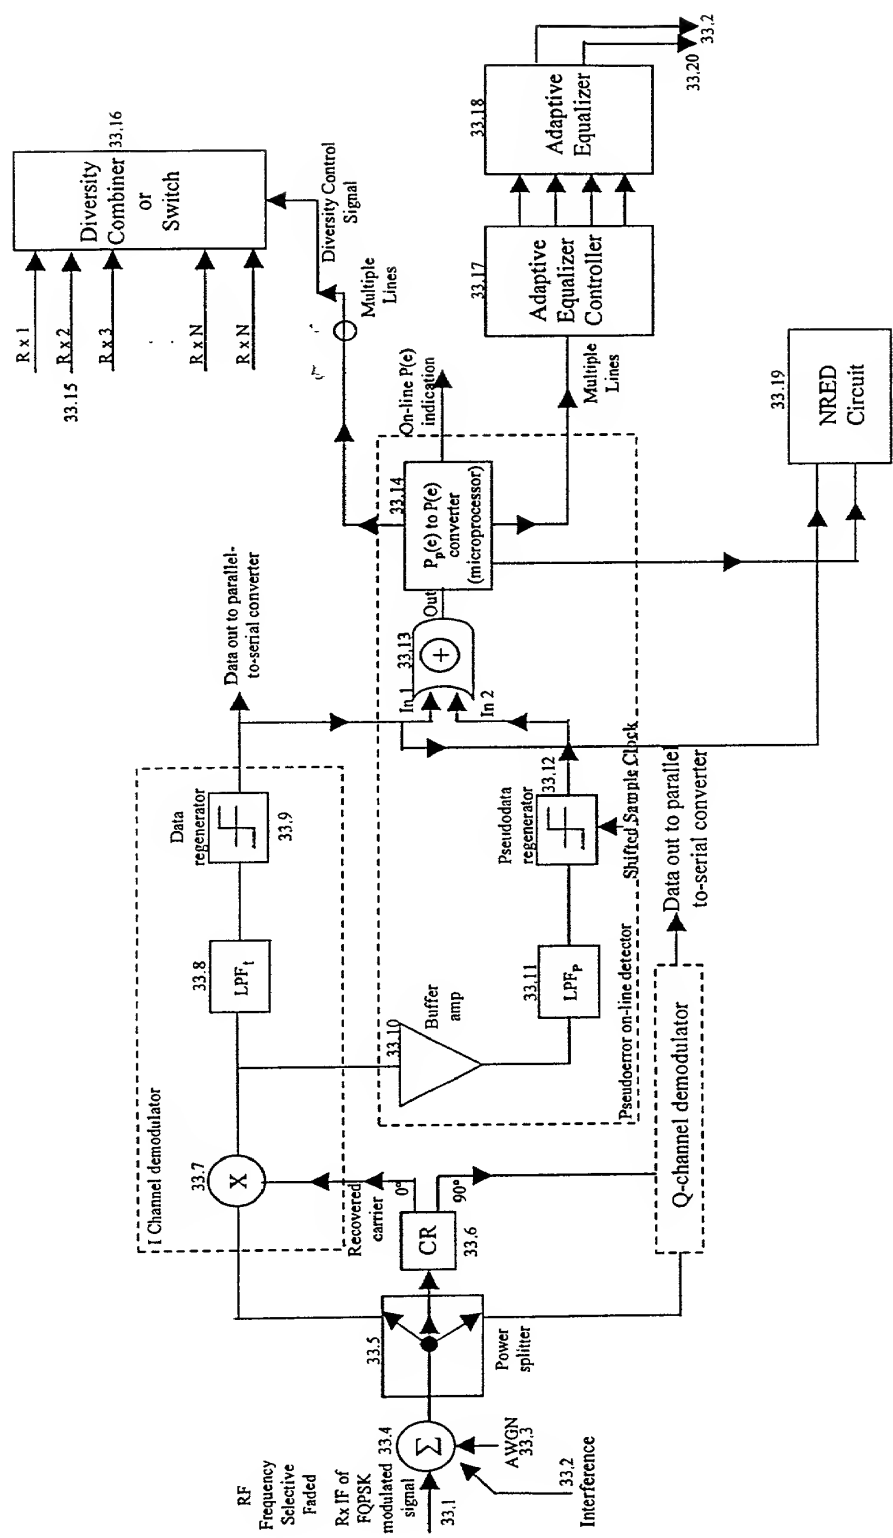 RF
Frequency
Selective
Faded
Rx IF of
FQPSK
modulated
signal
33.1
33.4
Σ
AWGN
33.3
33.2
Interference
33.5
Power
splitter
CR
33.6
0°
90°
Recovered
carrier
I Channel demodulator
33.7
X
33.8
LPFt
Data
regenerator
33.9
Data out to parallel-
to-serial converter
33.10
Buffer
amp
33.11
LPFP
Pseudodata
regenerator
33.12
Shifted Sample Clock
Pseudoerror on-line detector
Q-channel demodulator
Data out to parallel
to-serial converter
In 1
In 2
33.13
+
Out
33.14
Pp(e) to P(e)
converter
(microprocessor)
On-line P(e)
indication
Multiple
Lines
Diversity Control
Signal
R x 1
R x 2
R x 3
R x N
R x N
33.15
Diversity
Combiner
or
Switch
33.16
Multiple
Lines
33.17
Adaptive
Equalizer
Controller
33.18
Adaptive
Equalizer
33.20
33.2
33.19
NRED
Circuit